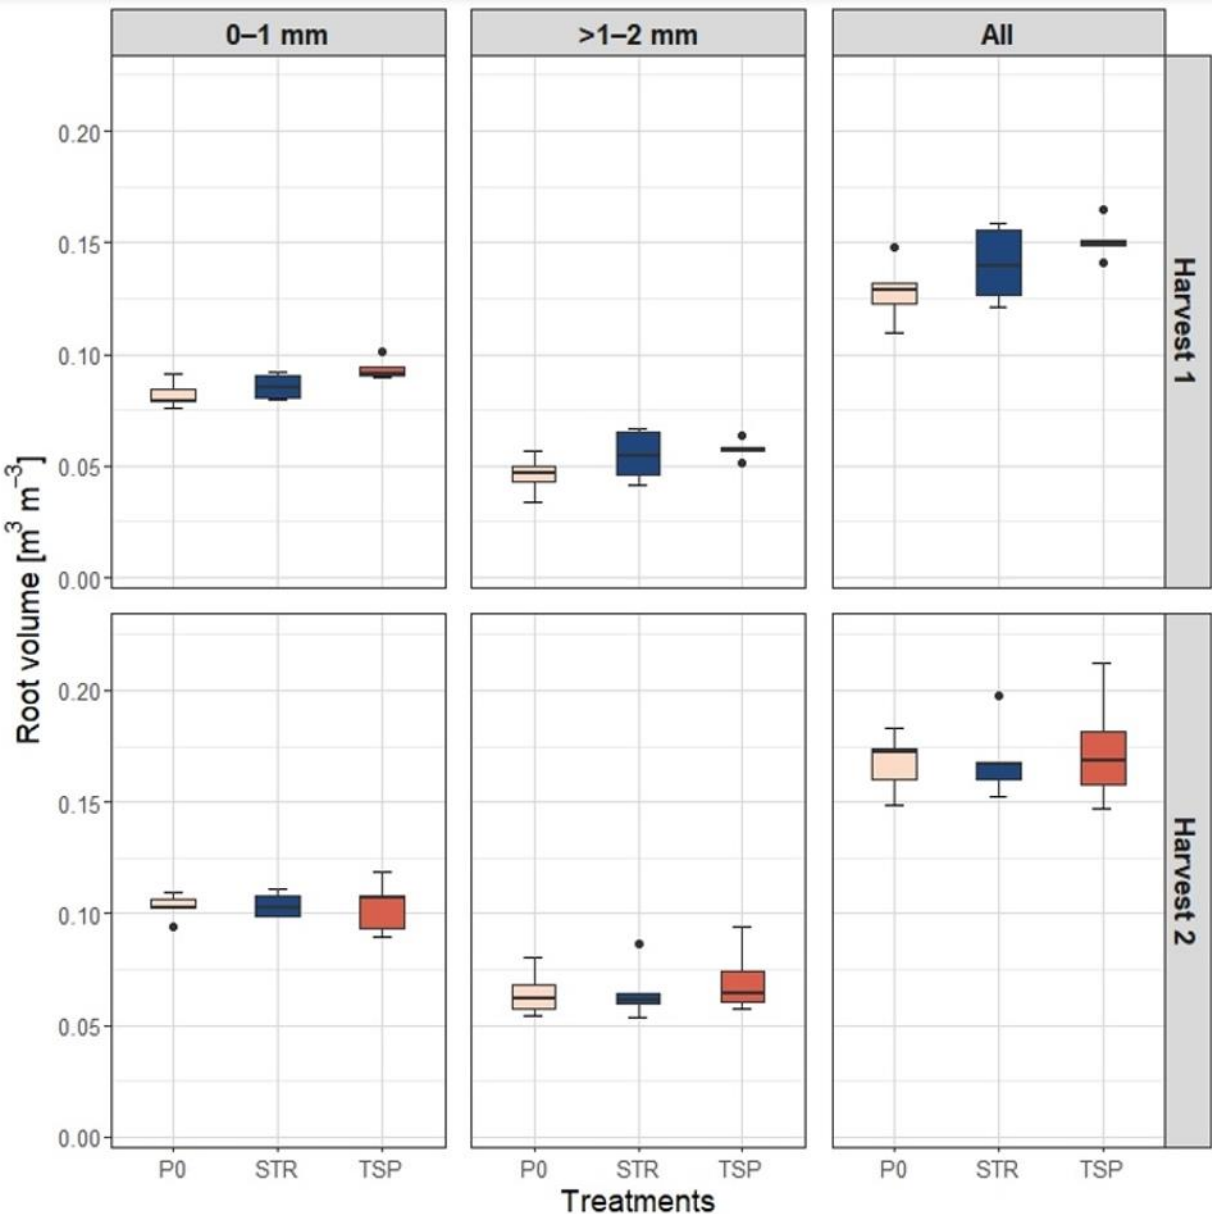 0–1 mm
>1–2 mm
All
0.20
0.15
0.10
0.05
0.00
Harvest 1
Root volume [m³ m⁻³]
0.20
0.15
0.10
0.05
0.00
Harvest 2
P0 STR TSP
P0 STR TSP
P0 STR TSP
Treatments